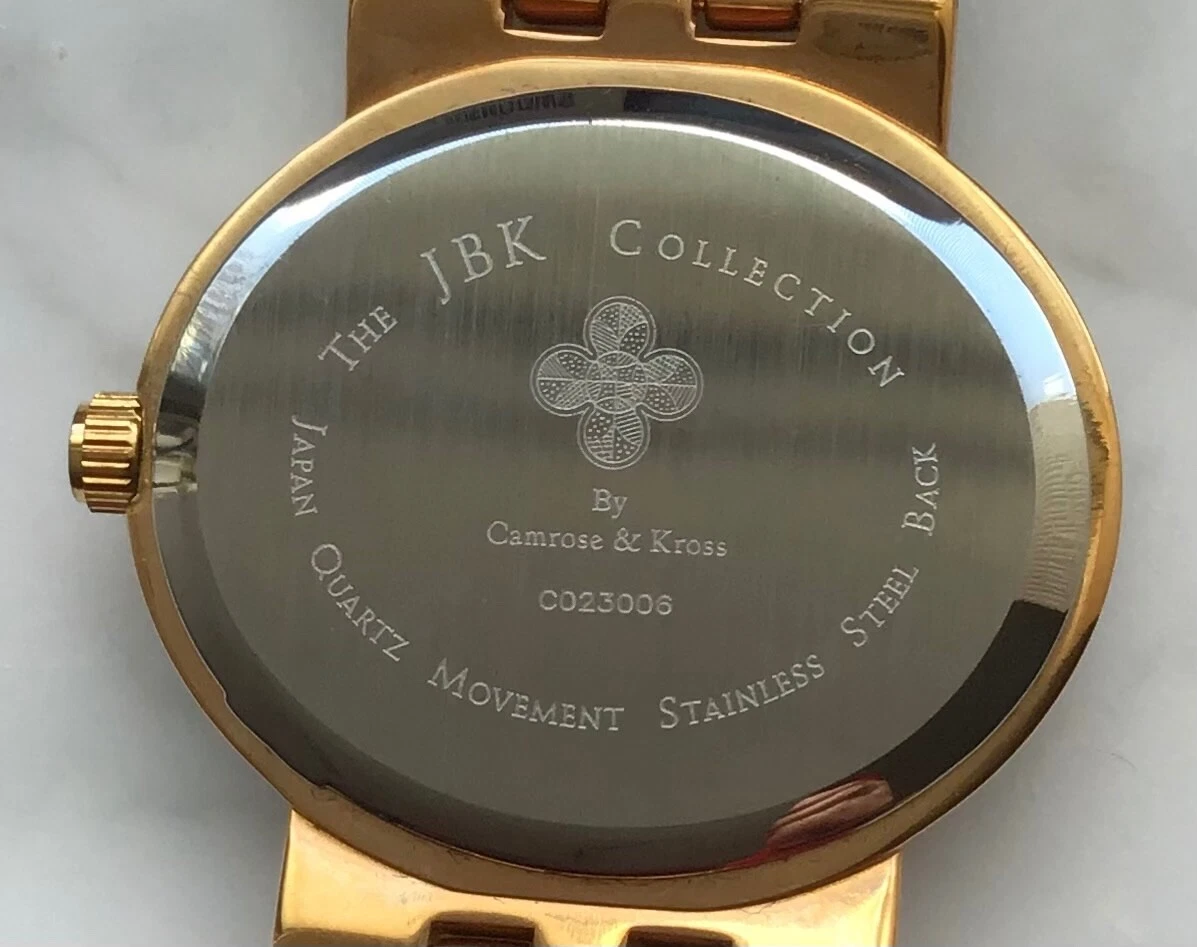 THE JBK COLLECTION
By
Camrose & Kross
C023006
JAPAN QUARTZ MOVEMENT STAINLESS STEEL BACK